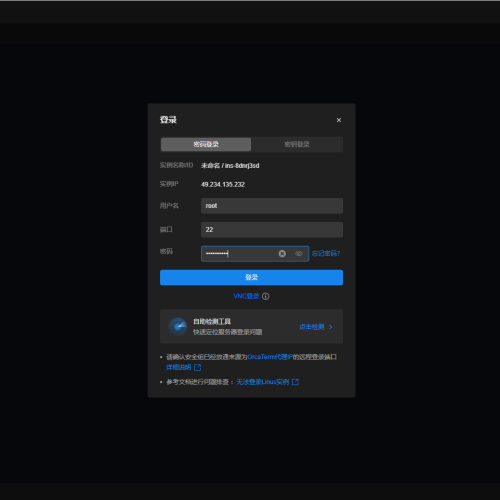 登录
密码登录 密钥登录
实例名称/ID 未命名 / ins-8dnrj3sd
实例IP 49.234.135.232
用户名 root
端口 22
密码 •••••••••• 忘记密码?
登录
VNC登录
自助检测工具
快速定位服务器登录问题
点击检测
• 请确认安全组已经放通来源为OrcaTerm代理IP的远程登录端口
详细说明
• 参考文档进行问题排查：无法登录Linux实例